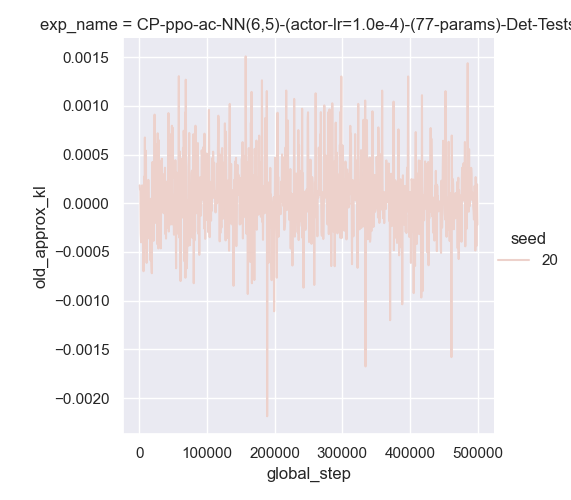 exp_name = CP-ppo-ac-NN(6,5)-(actor-lr=1.0e-4)-(77-params)-Det-Tests
0.0015
0.0010
0.0005
0.0000
−0.0005
−0.0010
−0.0015
−0.0020
old_approx_kl
0 100000 200000 300000 400000 500000
global_step
seed
20